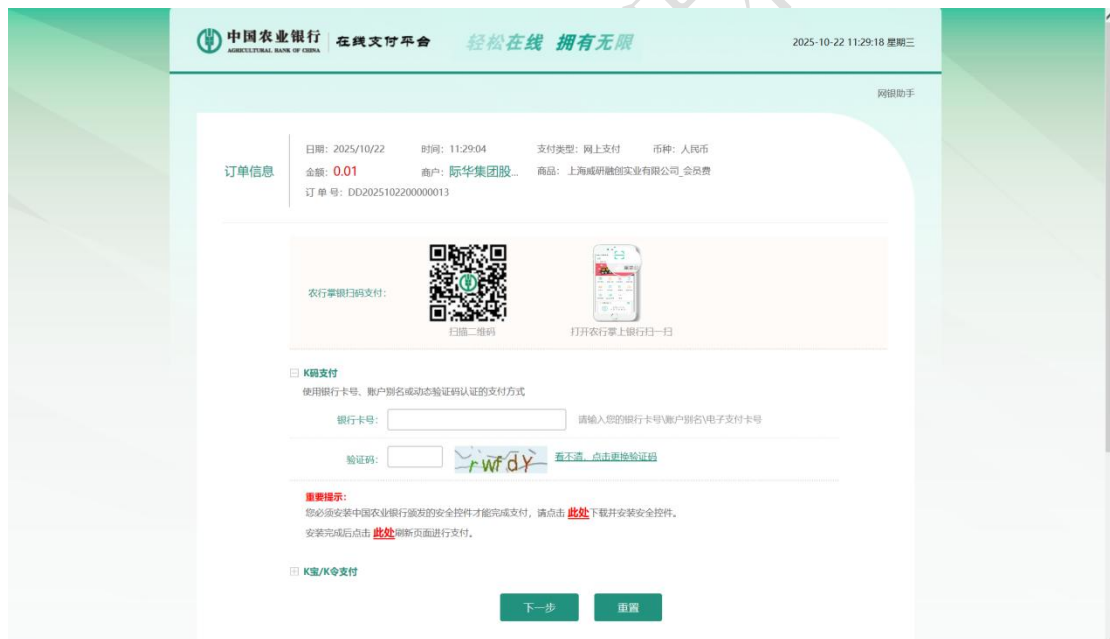 中国农业银行
AGRICULTURAL BANK OF CHINA
在线支付平台
轻松在线 拥有无限
2025-10-22 11:29:18 星期三
网银助手
订单信息
日期: 2025/10/22 时间: 11:29:04 支付类型: 网上支付 币种: 人民币
金额: 0.01 商户: 际华集团股... 商品: 上海威研融创实业有限公司_会员费
订 单 号: DD2025102200000013
农行掌银扫码支付:
扫描二维码
打开农行掌上银行扫一扫
K码支付
使用银行卡号、账户别名或动态验证码认证的支付方式
银行卡号: 请输入您的银行卡号\账户别名\电子支付卡号
验证码: rwfdY 看不清,点击更换验证码
重要提示:
您必须安装中国农业银行颁发的安全控件才能完成支付,请点击 此处 下载并安装安全控件。
安装完成后点击 此处 刷新页面进行支付。
K宝/K令支付
下一步 重置